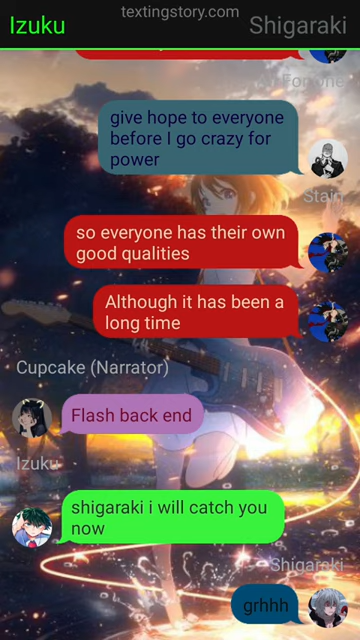 textingstory.com
Izuku
Shigaraki
For one
give hope to everyone
before I go crazy for
power
Stain
so everyone has their own
good qualities
Although it has been a
long time
Cupcake (Narrator)
Flash back end
Izuku
shigaraki i will catch you
now
Shigaraki
grhhh